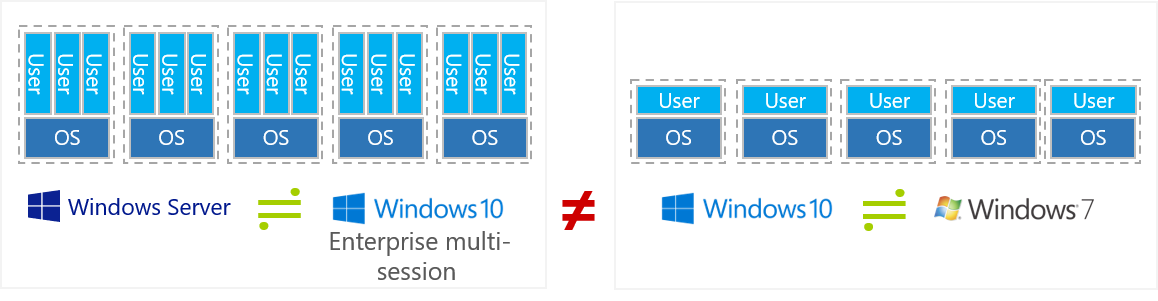 User User User User User User User User User User User User User User User
OS OS OS OS OS
User User User User User
OS OS OS OS OS
Windows Server ≓ Windows 10 ≠ Windows 10 ≓ Windows 7
Enterprise multi-
session